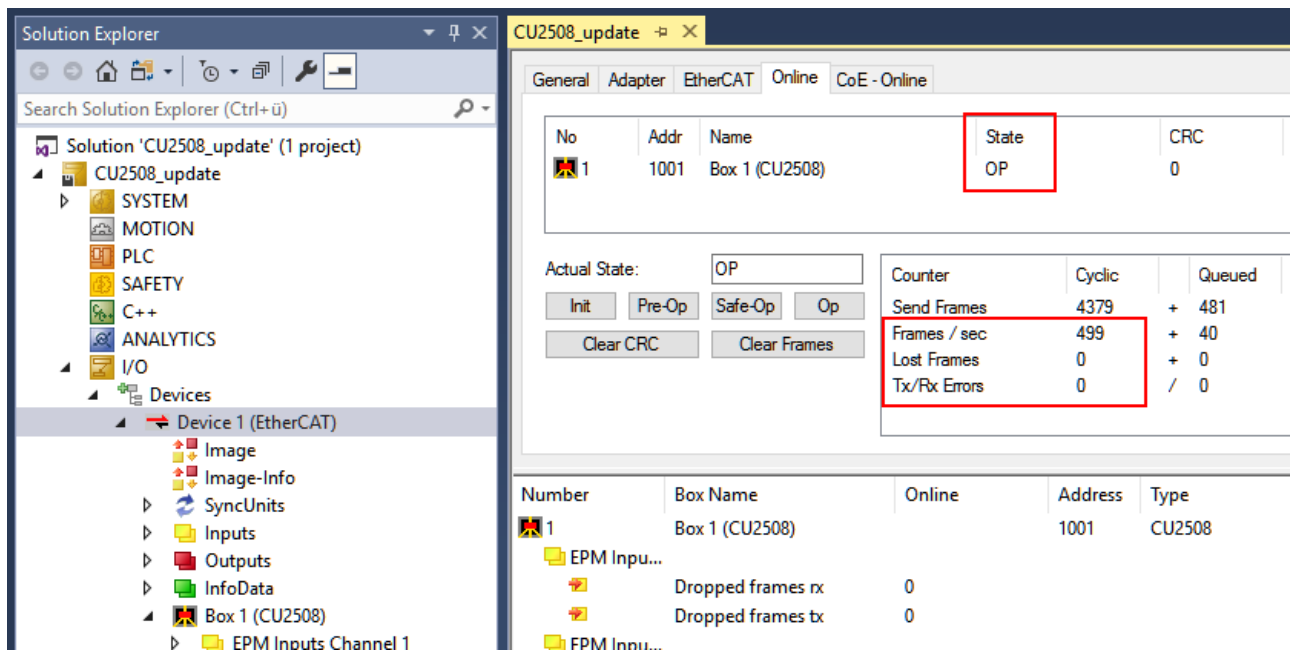 Solution Explorer
Search Solution Explorer (Ctrl+ü)
Solution 'CU2508_update' (1 project)
CU2508_update
SYSTEM
MOTION
PLC
SAFETY
C++
ANALYTICS
I/O
Devices
Device 1 (EtherCAT)
Image
Image-Info
SyncUnits
Inputs
Outputs
InfoData
Box 1 (CU2508)
EPM Inputs Channel 1
CU2508_update
General Adapter EtherCAT Online CoE - Online
No Addr Name State CRC
1 1001 Box 1 (CU2508) OP 0
Actual State: OP
Init Pre-Op Safe-Op Op
Clear CRC Clear Frames
Counter Cyclic Queued
Send Frames 4379 + 481
Frames / sec 499 + 40
Lost Frames 0 + 0
Tx/Rx Errors 0 / 0
Number Box Name Online Address Type
1 Box 1 (CU2508) 1001 CU2508
EPM Inpu...
Dropped frames rx 0
Dropped frames tx 0
EPM Inpu...